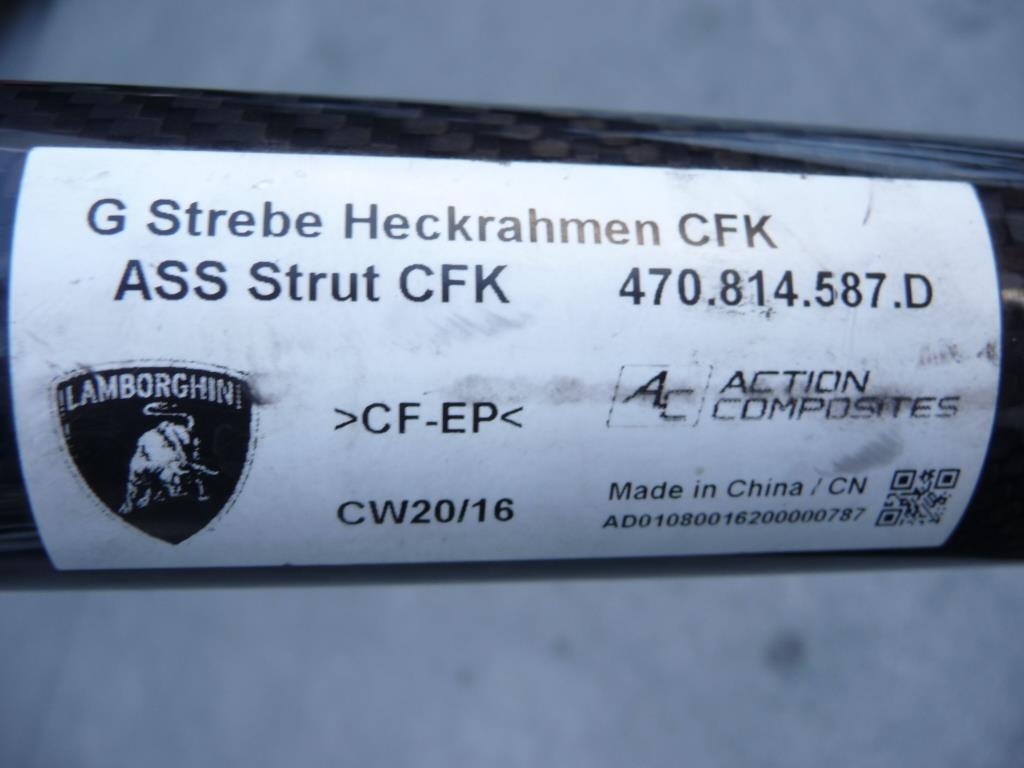 G Strebe Heckrahmen CFK
ASS Strut CFK 470.814.587.D
LAMBORGHINI
>CF-EP<
AC ACTION
COMPOSITES
CW20/16
Made in China / CN
AD01080016200000787